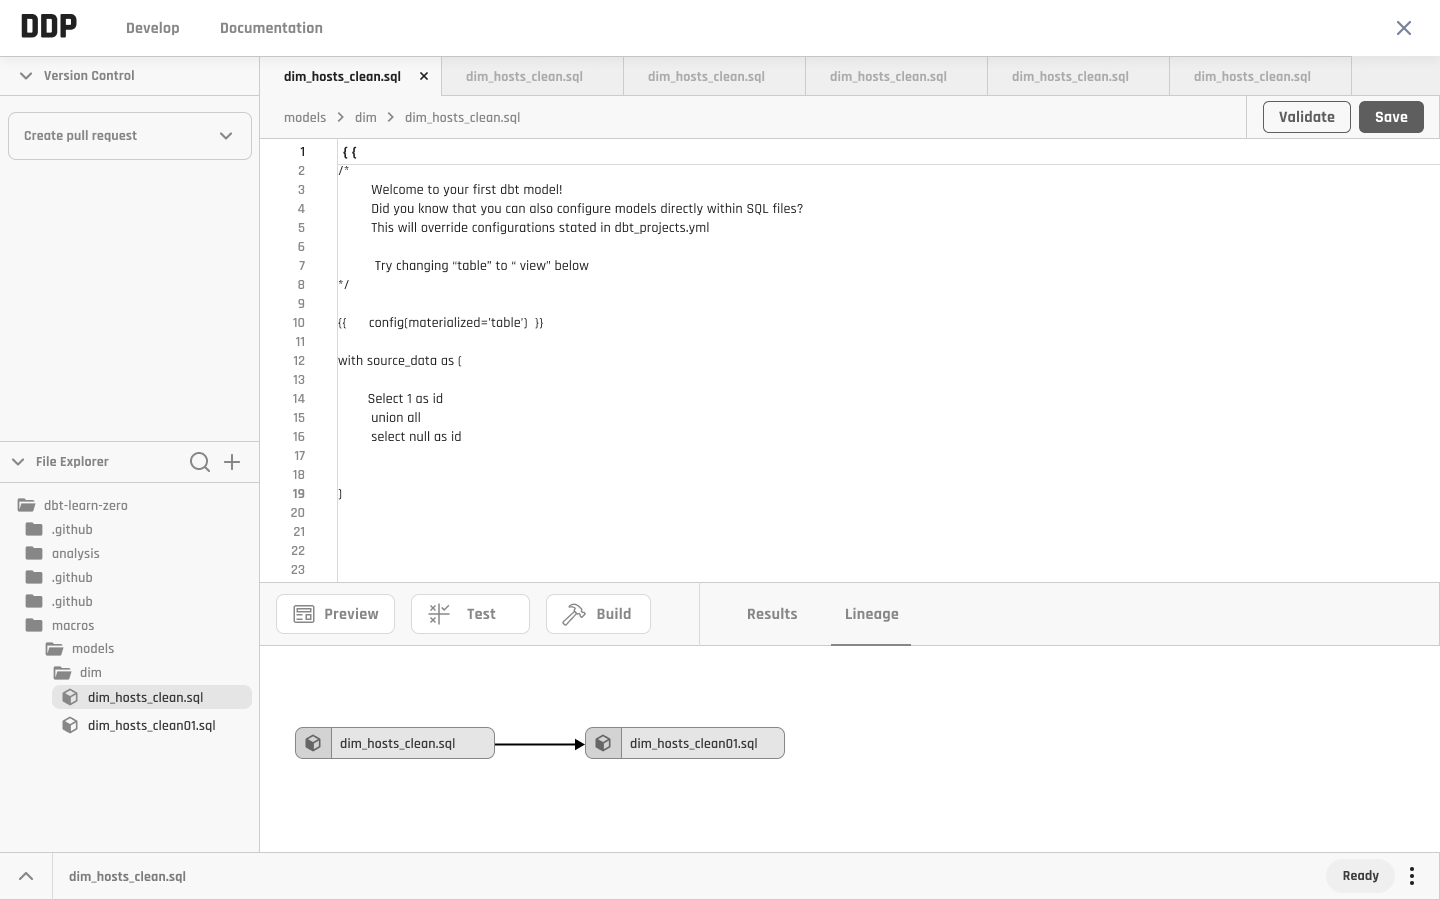 DDP
Develop
Documentation
Version Control
Create pull request
dim_hosts_clean.sql
dim_hosts_clean.sql
dim_hosts_clean.sql
dim_hosts_clean.sql
dim_hosts_clean.sql
dim_hosts_clean.sql
models
dim
dim_hosts_clean.sql
Validate
Save
1 { {
2 /*
3 Welcome to your first dbt model!
4 Did you know that you can also configure models directly within SQL files?
5 This will override configurations stated in dbt_projects.yml
6
7 Try changing “table” to “ view” below
8 */
9
10 {{ config(materialized='table') }}
11
12 with source_data as (
13
14 Select 1 as id
15 union all
16 select null as id
17
18
19 )
20
21
22
23
File Explorer
dbt-learn-zero
.github
analysis
.github
.github
macros
models
dim
dim_hosts_clean.sql
dim_hosts_clean01.sql
Preview
Test
Build
Results
Lineage
dim_hosts_clean.sql
dim_hosts_clean01.sql
dim_hosts_clean.sql
Ready